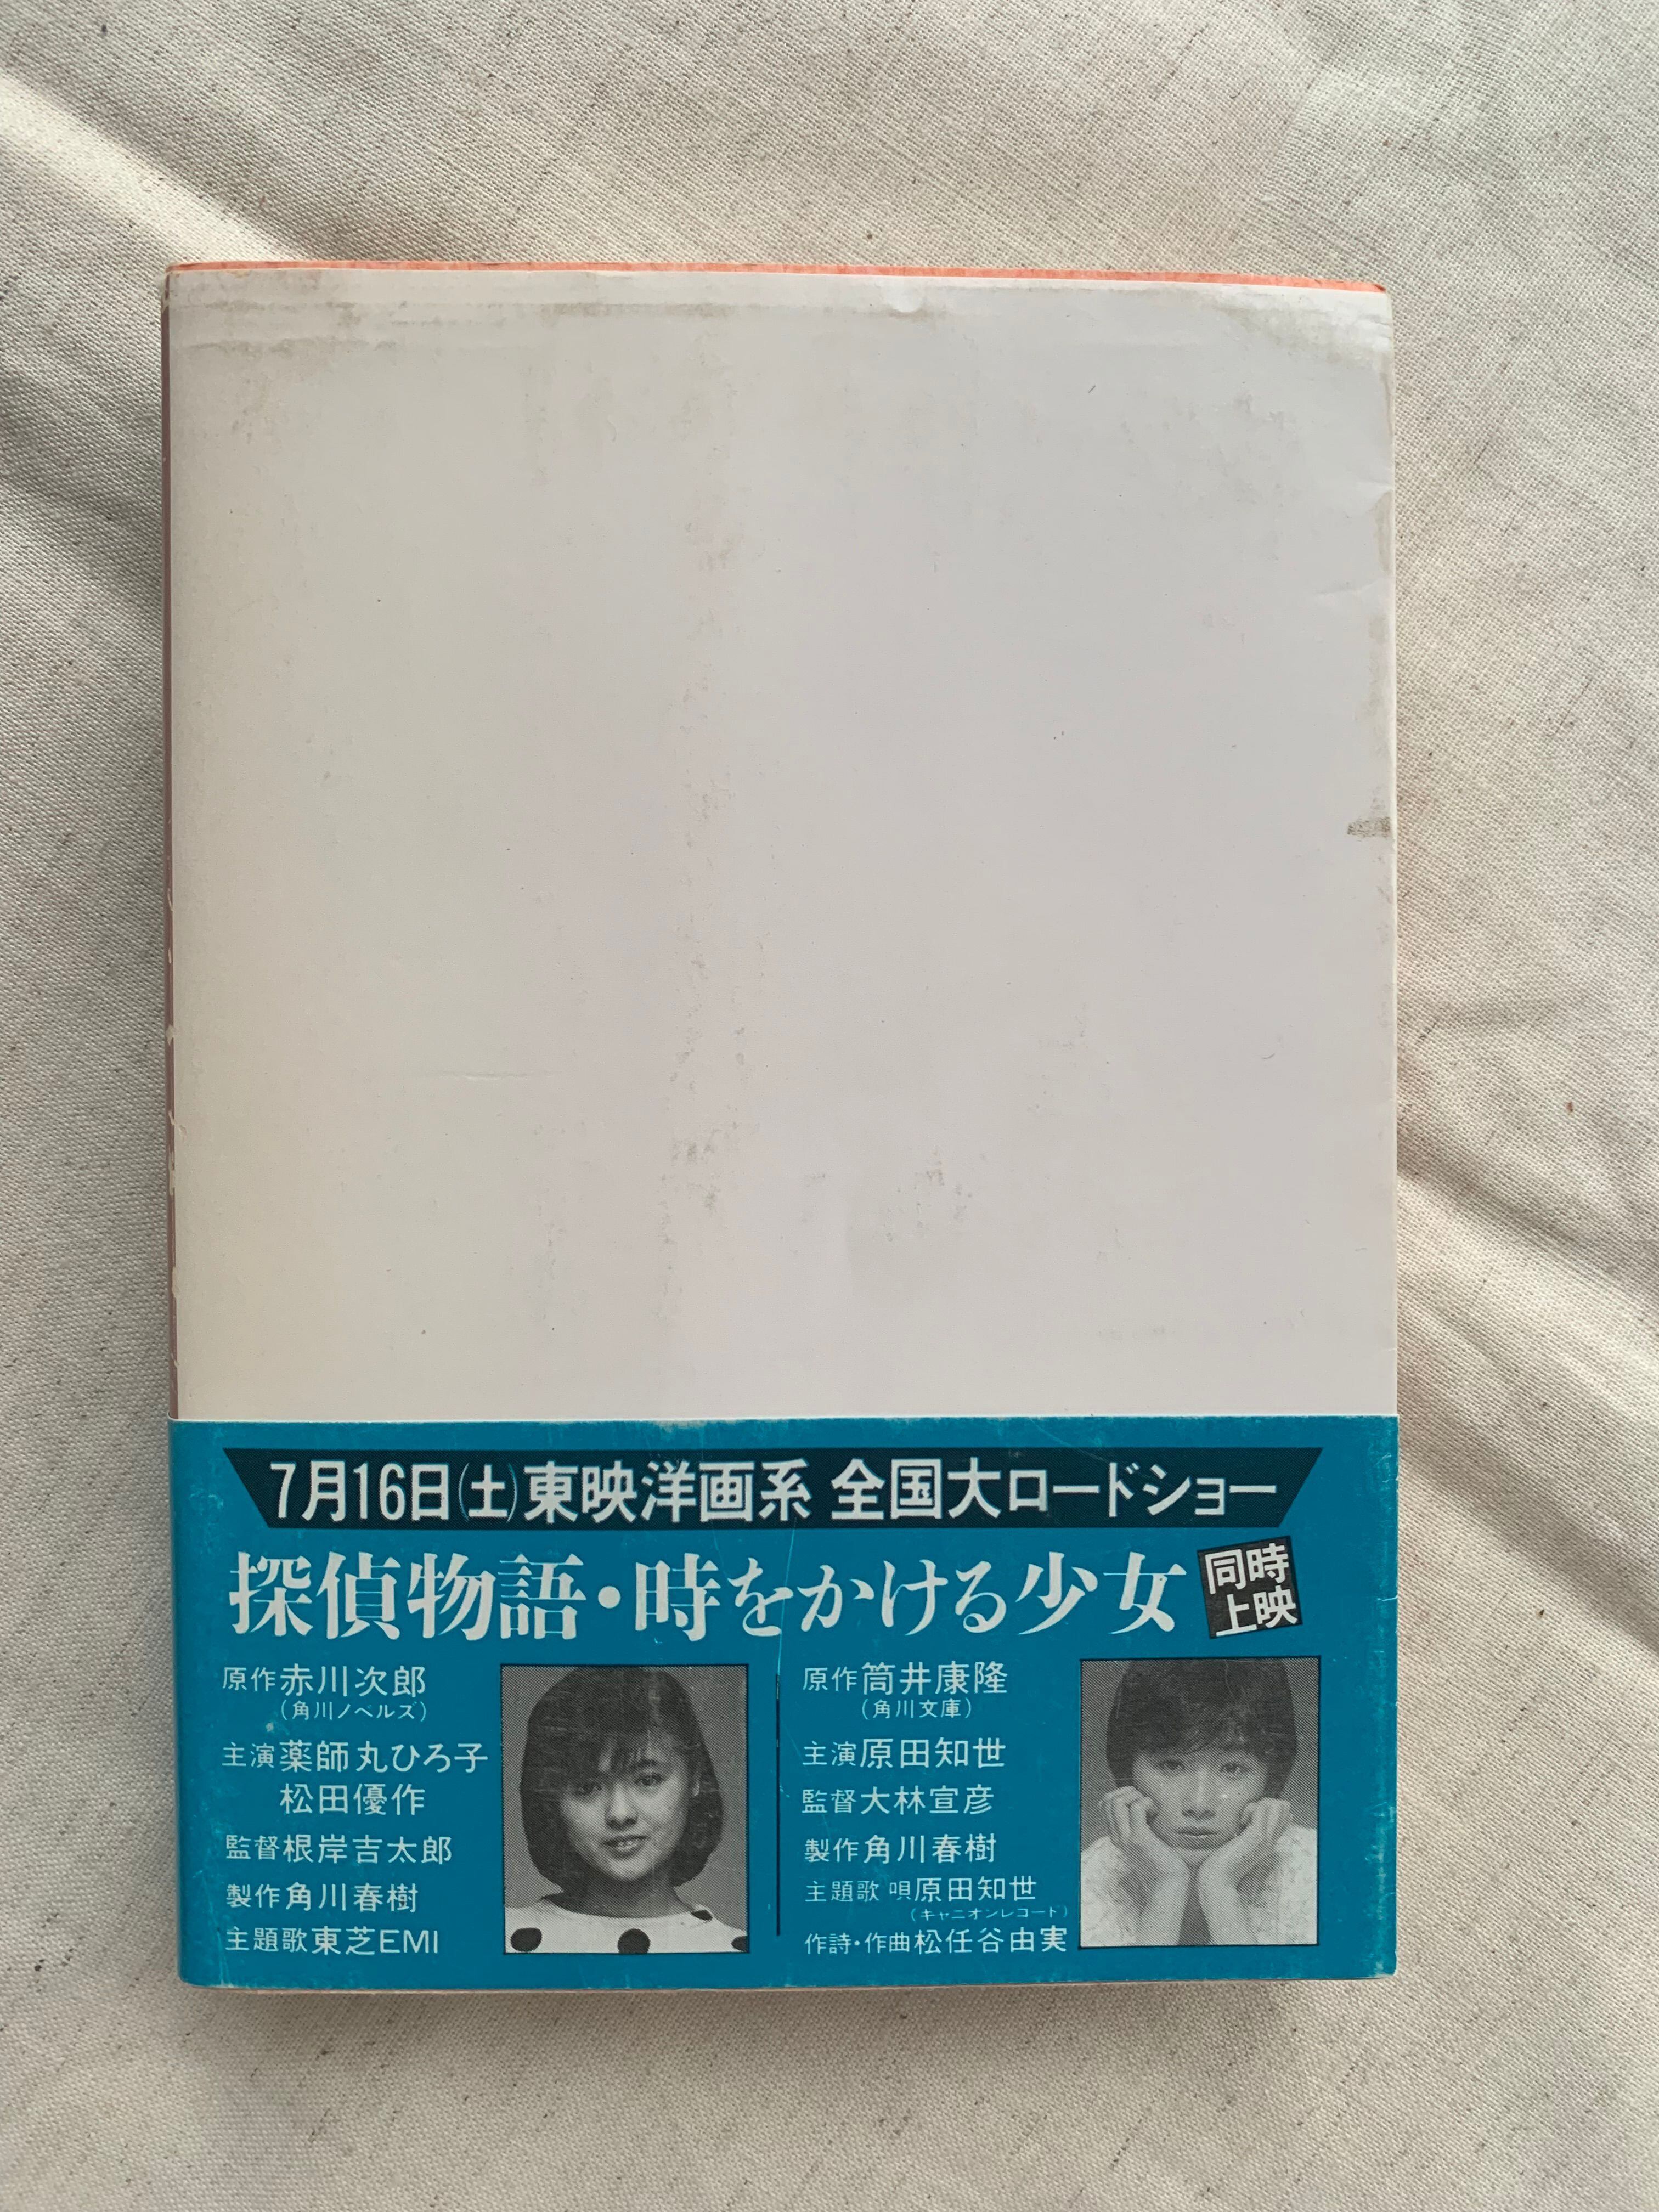 7月16日(土)東映洋画系 全国大ロードショー
探偵物語・時をかける少女
同時
上映
原作 赤川次郎
(角川ノベルズ)
主演 薬師丸ひろ子
松田優作
監督 根岸吉太郎
製作 角川春樹
主題歌 東芝EMI
原作 筒井康隆
(角川文庫)
主演 原田知世
監督 大林宣彦
製作 角川春樹
主題歌 唄 原田知世
(キャニオンレコード)
作詩・作曲 松任谷由実